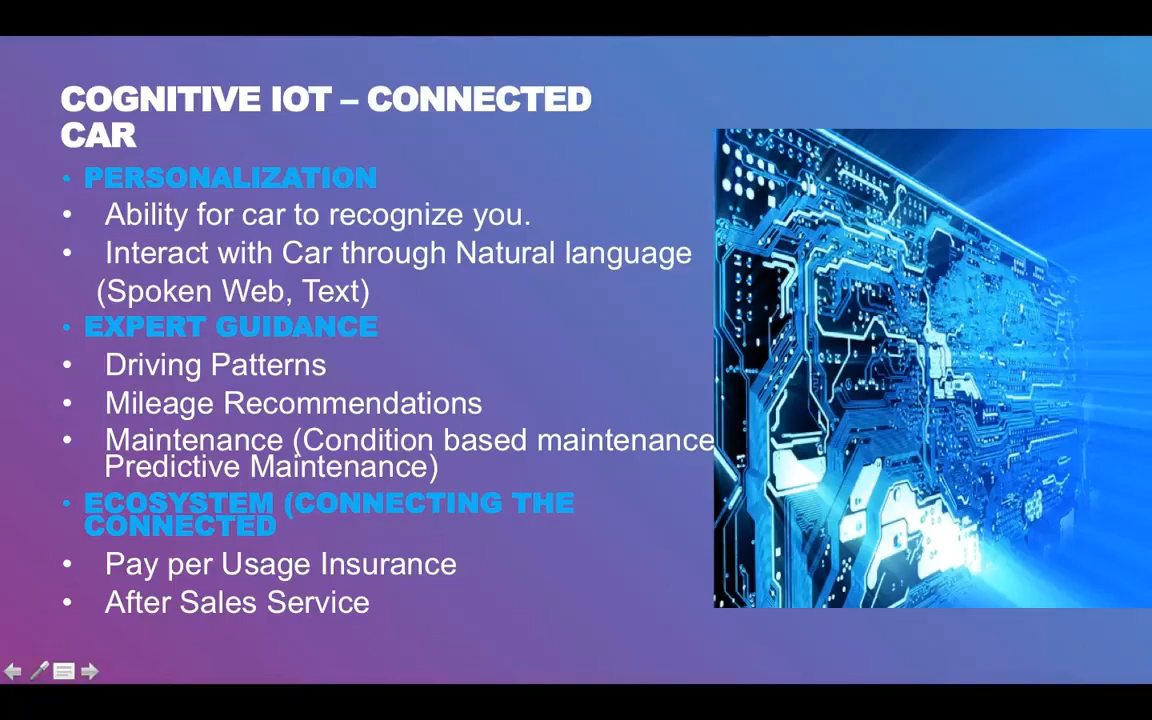 COGNITIVE IOT – CONNECTED
CAR
• PERSONALIZATION
• Ability for car to recognize you.
• Interact with Car through Natural language
(Spoken Web, Text)
• EXPERT GUIDANCE
• Driving Patterns
• Mileage Recommendations
• Maintenance (Condition based maintenance
Predictive Maintenance)
• ECOSYSTEM (CONNECTING THE
CONNECTED
• Pay per Usage Insurance
• After Sales Service